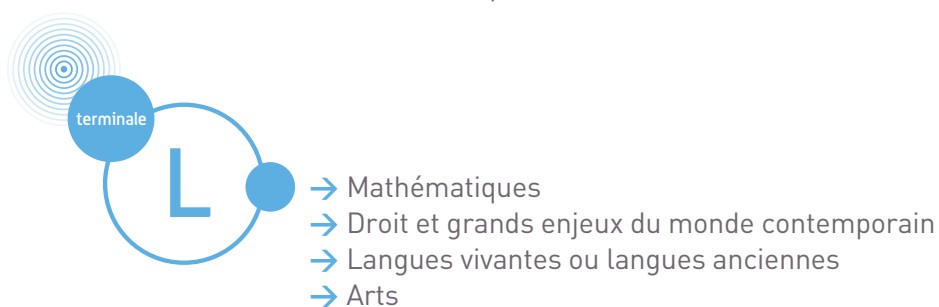 terminale
L
→ Mathématiques
→ Droit et grands enjeux du monde contemporain
→ Langues vivantes ou langues anciennes
→ Arts